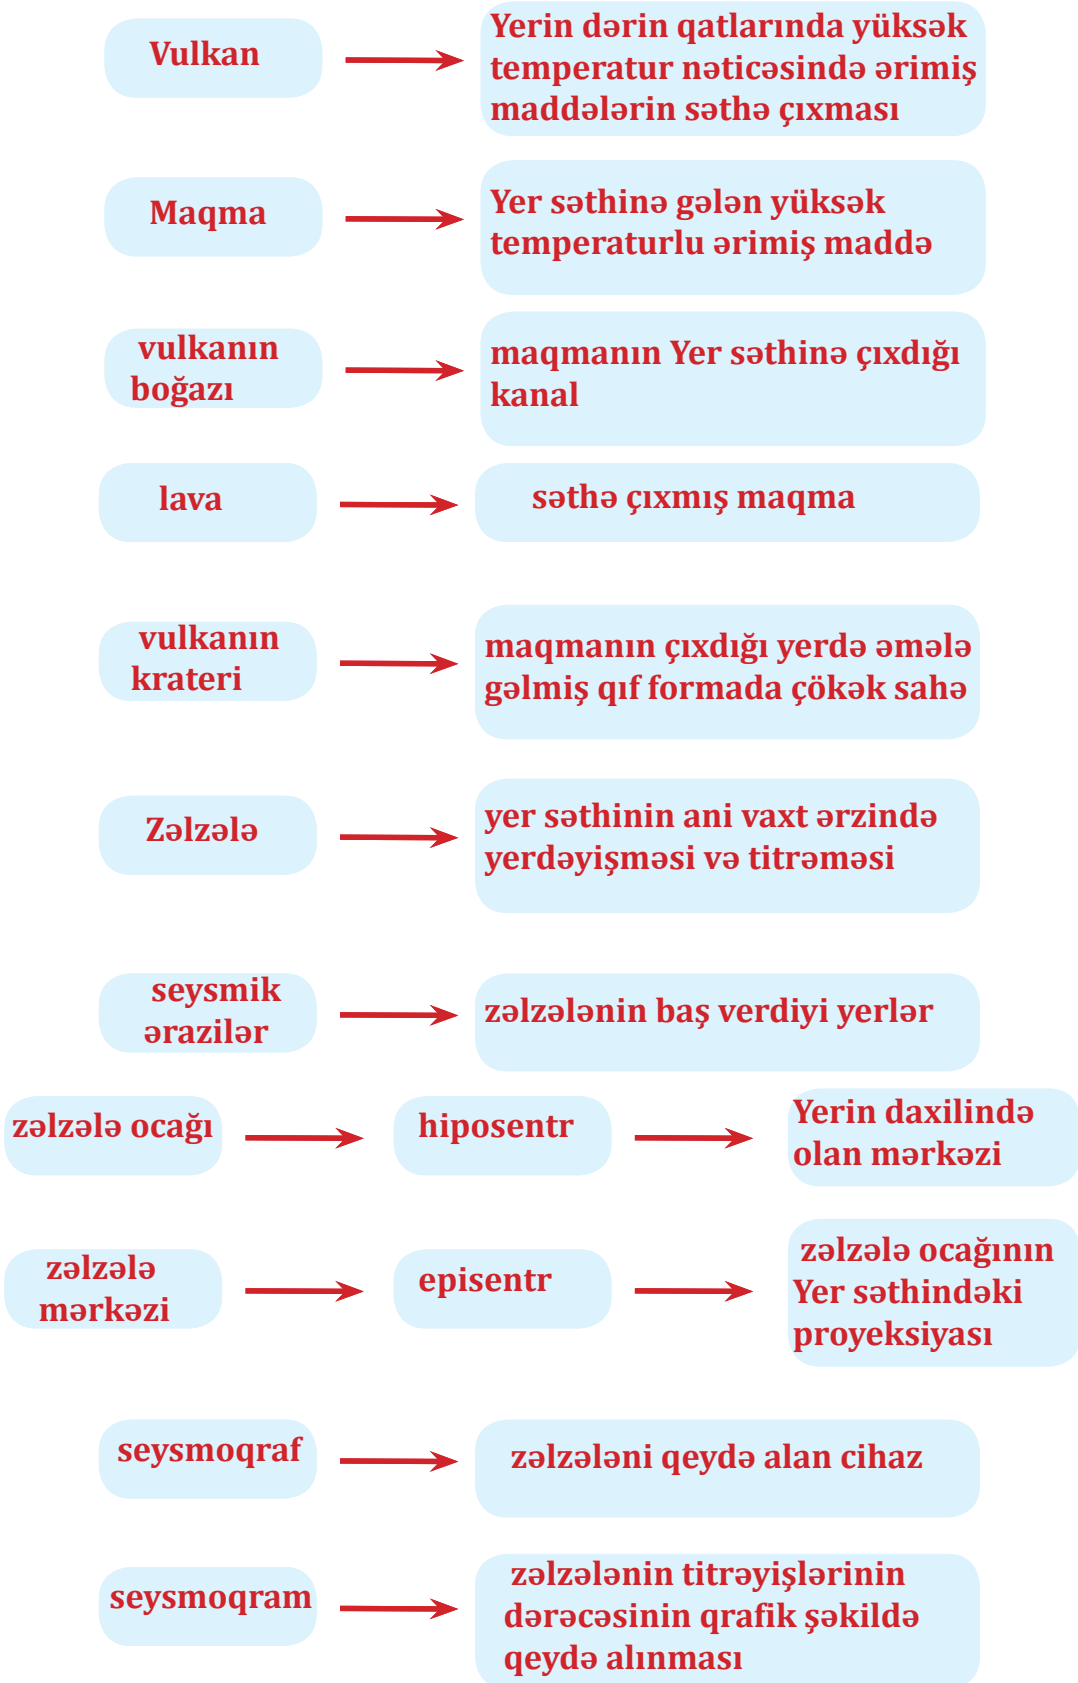 Vulkan
Yerin dərin qatlarında yüksək
temperatur nəticəsində ərimiş
maddələrin səthə çıxması
Maqma
Yer səthinə gələn yüksək
temperaturlu ərimiş maddə
vulkanın
boğazı
maqmanın Yer səthinə çıxdığı
kanal
lava
səthə çıxmış maqma
vulkanın
krateri
maqmanın çıxdığı yerdə əmələ
gəlmiş qıf formada çökək sahə
Zəlzələ
yer səthinin ani vaxt ərzində
yerdəyişməsi və titrəməsi
seysmik
ərazilər
zəlzələnin baş verdiyi yerlər
zəlzələ ocağı
hiposentr
Yerin daxilində
olan mərkəzi
zəlzələ
mərkəzi
episentr
zəlzələ ocağının
Yer səthindəki
proyeksiyası
seysmoqraf
zəlzələni qeydə alan cihaz
seysmoqram
zəlzələnin titrəyişlərinin
dərəcəsinin qrafik şəkildə
qeydə alınması